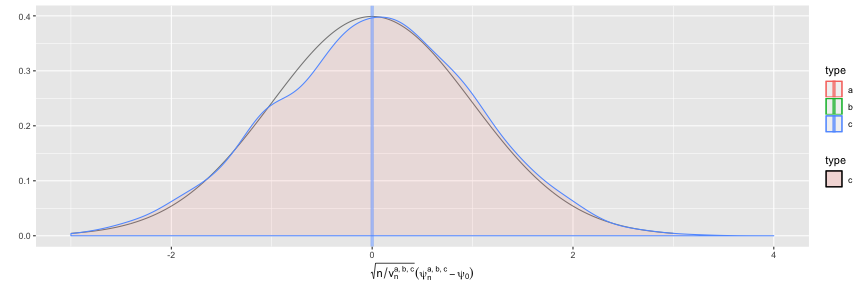 0.4
0.3
0.2
0.1
0.0
-2
0
2
4
√n/vₙᵃ,ᵇ,ᶜ(ψₙᵃ,ᵇ,ᶜ−ψ₀)
type
a
b
c
type
c